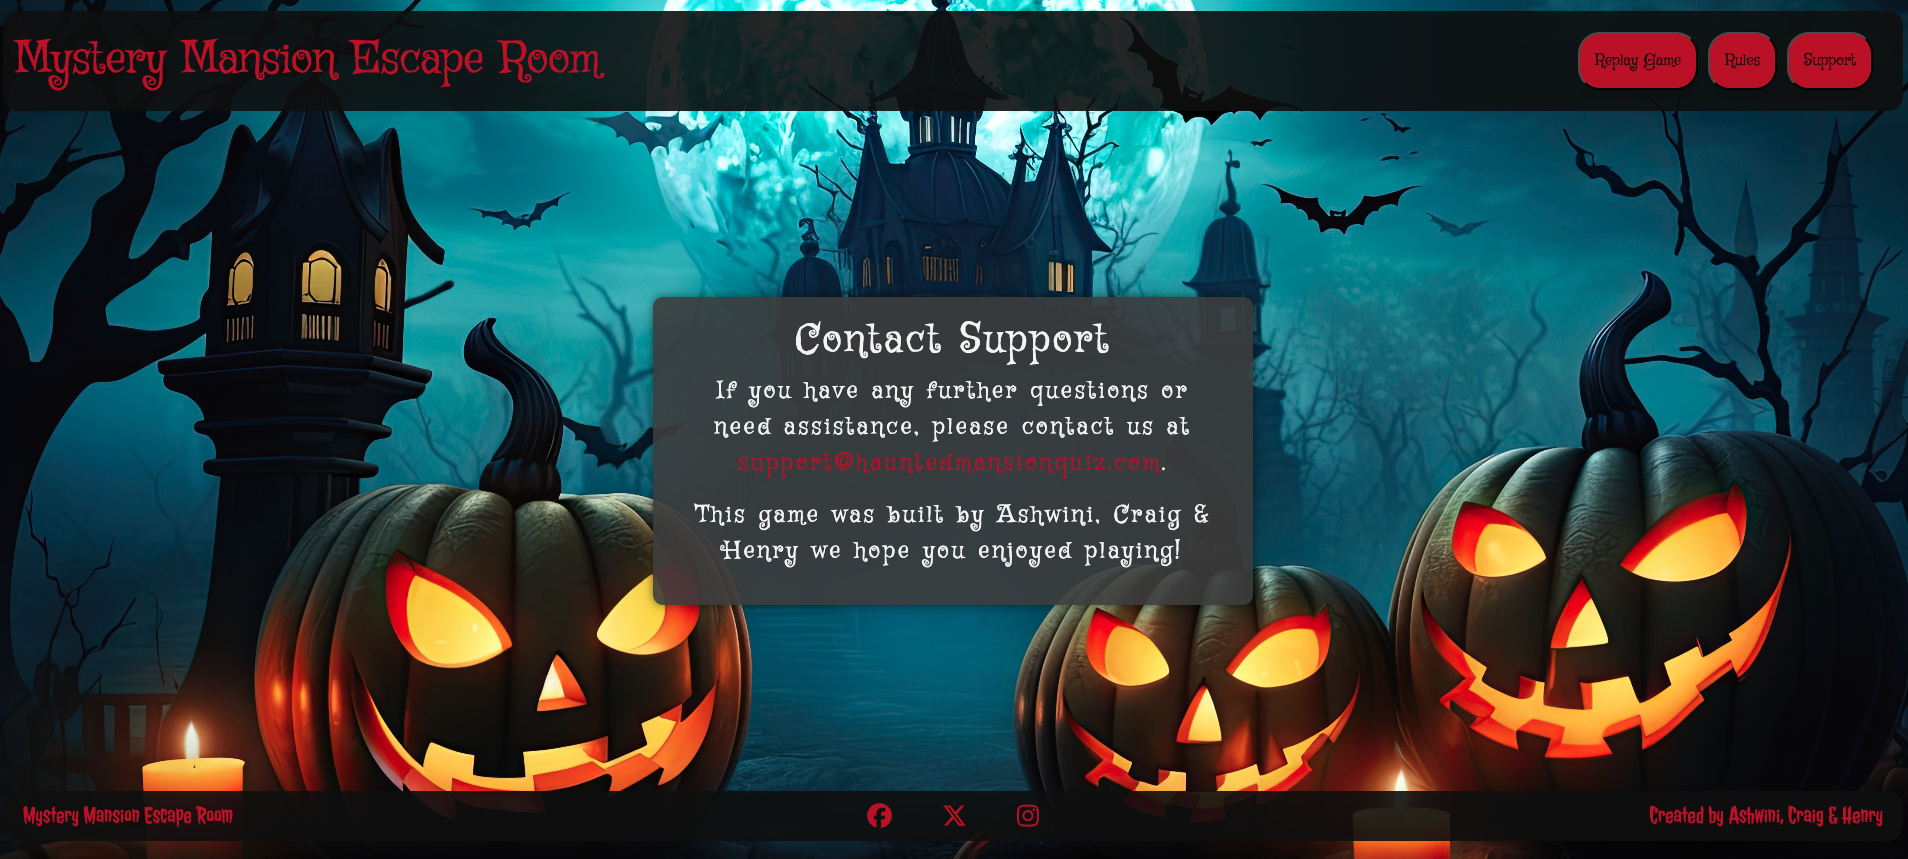 Mystery Mansion Escape Room
Replay Game
Rules
Support
Contact Support
If you have any further questions or
need assistance, please contact us at
support@hauntedmansionquiz.com.
This game was built by Ashwini, Craig &
Henry we hope you enjoyed playing!
Mystery Mansion Escape Room
Created by Ashwini, Craig & Henry